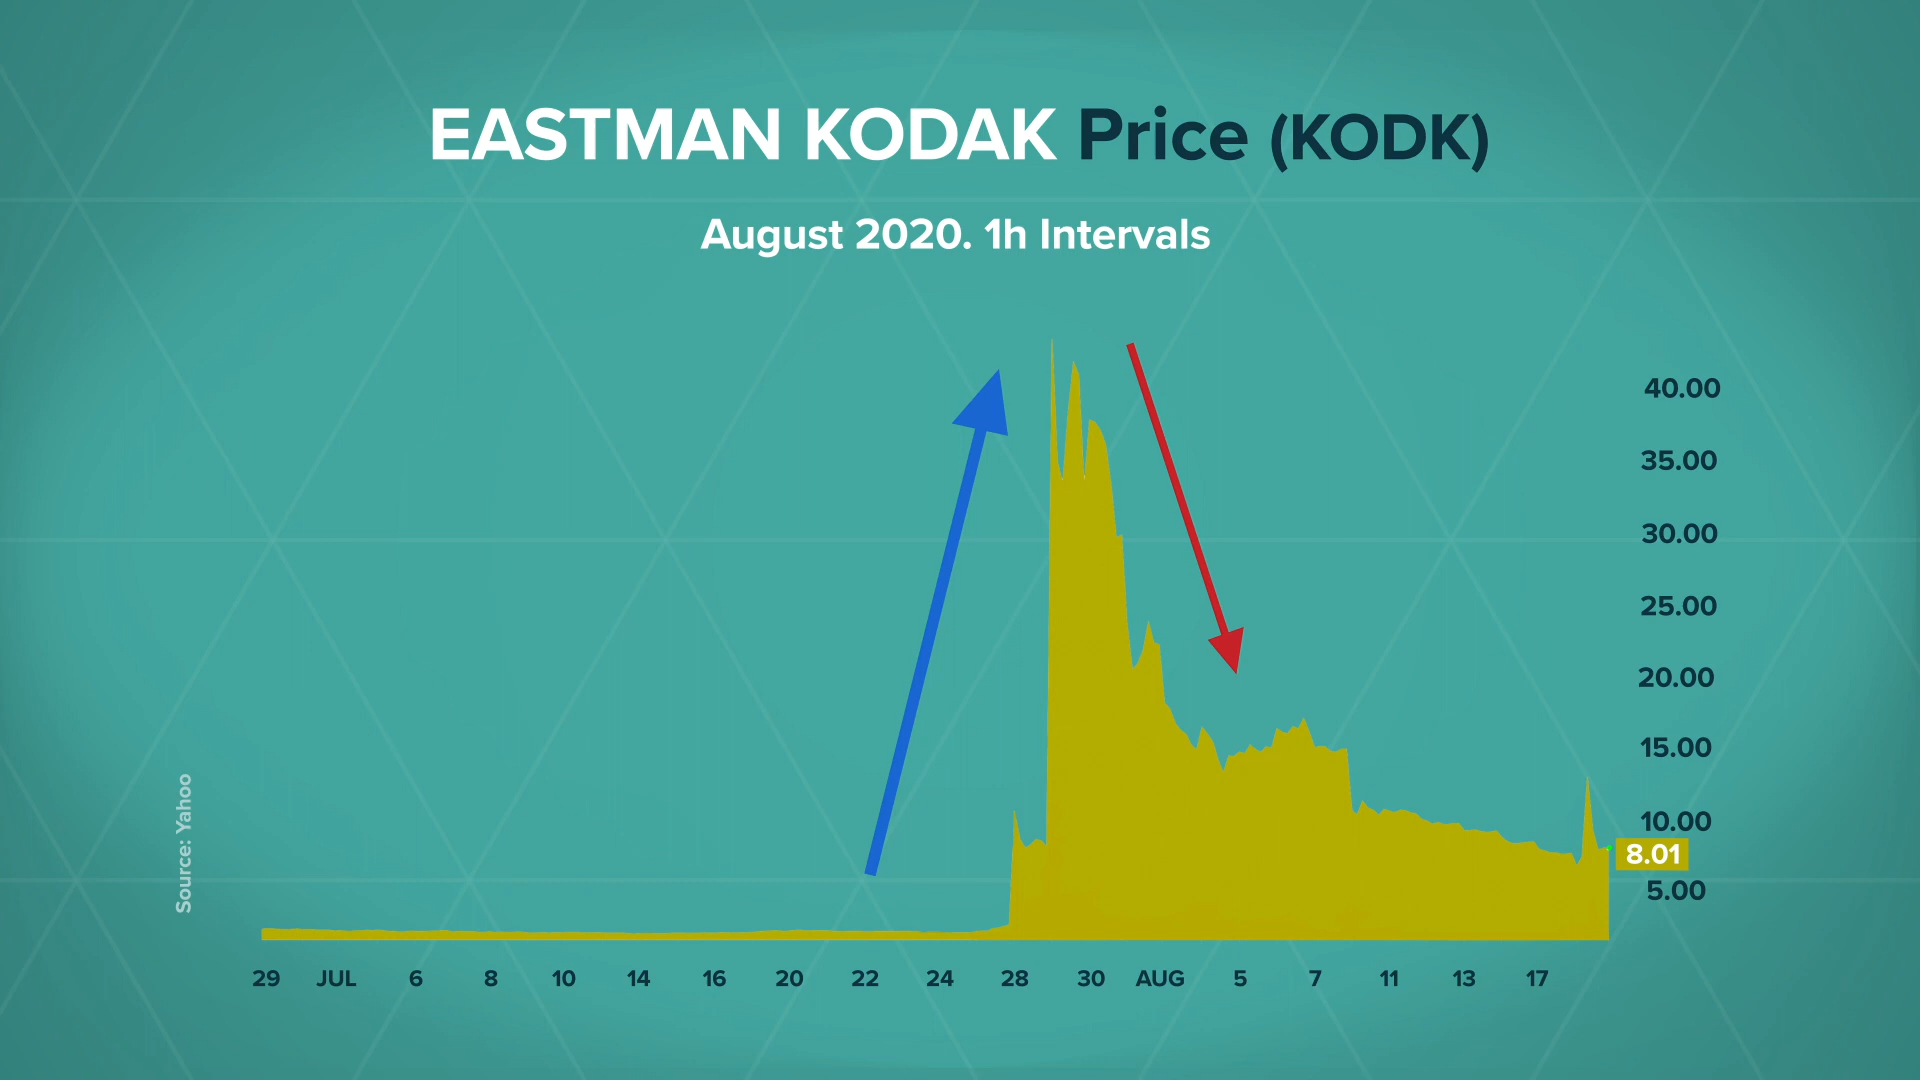 EASTMAN KODAK Price (KODK)
August 2020. 1h Intervals
40.00
35.00
30.00
25.00
20.00
15.00
10.00
8.01
5.00
Source: Yahoo
29 JUL 6 8 10 14 16 20 22 24 28 30 AUG 5 7 11 13 17